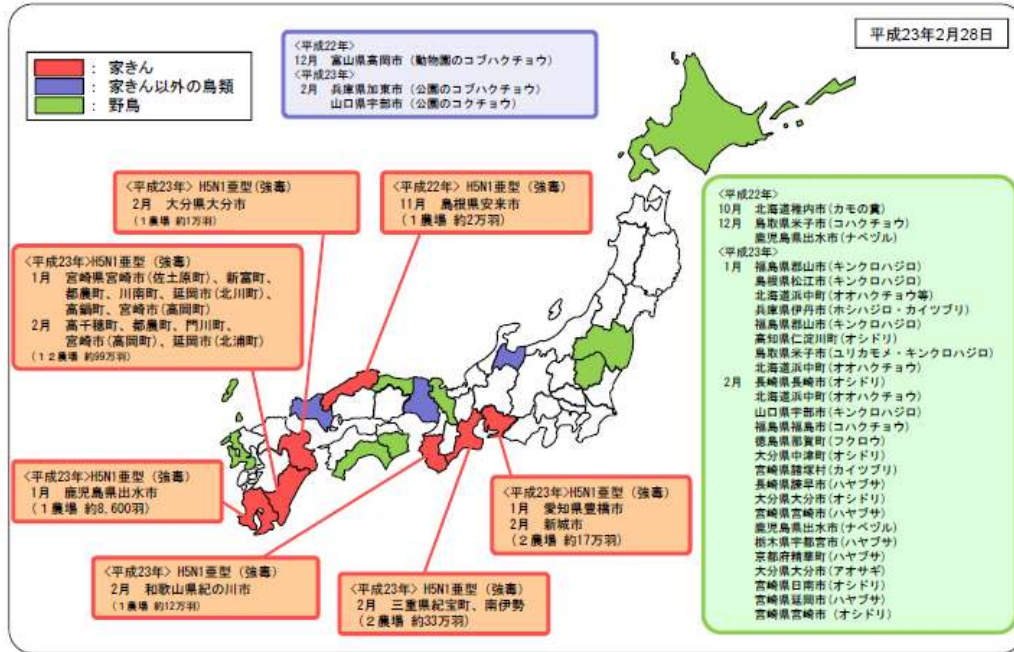 平成23年2月28日
: 家きん
: 家きん以外の鳥類
: 野鳥
<平成22年>
12月 富山県高岡市(動物園のコブハクチョウ)
<平成23年>
2月 兵庫県加東市(公園のコブハクチョウ)
山口県宇部市(公園のコクチョウ)
<平成23年> H5N1亜型(強毒)
2月 大分県大分市
(1農場 約1万羽)
<平成22年> H5N1亜型(強毒)
11月 島根県安来市
(1農場 約2万羽)
<平成23年>H5N1亜型(強毒)
1月 宮崎県宮崎市(佐土原町)、新富町、
都農町、川南町、延岡市(北川町)、
高鍋町、宮崎市(高岡町)
2月 高千穂町、都農町、門川町、
宮崎市(高岡町)、延岡市(北浦町)
(12農場 約99万羽)
<平成23年>H5N1亜型(強毒)
1月 鹿児島県出水市
(1農場 約8,600羽)
<平成23年> H5N1亜型(強毒)
2月 和歌山県紀の川市
(1農場 約12万羽)
<平成23年> H5N1亜型(強毒)
2月 三重県紀宝町、南伊勢
(2農場 約33万羽)
<平成23年>H5N1亜型(強毒)
1月 愛知県豊橋市
2月 新城市
(2農場 約17万羽)
<平成22年>
10月 北海道稚内市(カモの糞)
12月 鳥取県米子市(コハクチョウ)
鹿児島県出水市(ナベヅル)
<平成23年>
1月 福島県郡山市(キンクロハジロ)
島根県松江市(キンクロハジロ)
北海道浜中町(オオハクチョウ等)
兵庫県伊丹市(ホシハジロ・カイツブリ)
福島県郡山市(キンクロハジロ)
高知県仁淀川町(オシドリ)
鳥取県米子市(ユリカモメ・キンクロハジロ)
北海道浜中町(オオハクチョウ)
2月 長崎県長崎市(オシドリ)
北海道浜中町(オオハクチョウ)
山口県宇部市(キンクロハジロ)
福島県福島市(コハクチョウ)
徳島県那賀町(フクロウ)
大分県中津町(オシドリ)
宮崎県諸塚村(カイツブリ)
長崎県諫早市(ハヤブサ)
大分県大分市(オシドリ)
宮崎県宮崎市(ハヤブサ)
鹿児島県出水市(ナベヅル)
栃木県宇都宮市(ハヤブサ)
京都府精華町(ハヤブサ)
大分県大分市(アオサギ)
宮崎県日南市(オシドリ)
宮崎県延岡市(ハヤブサ)
宮崎県宮崎市(オシドリ)